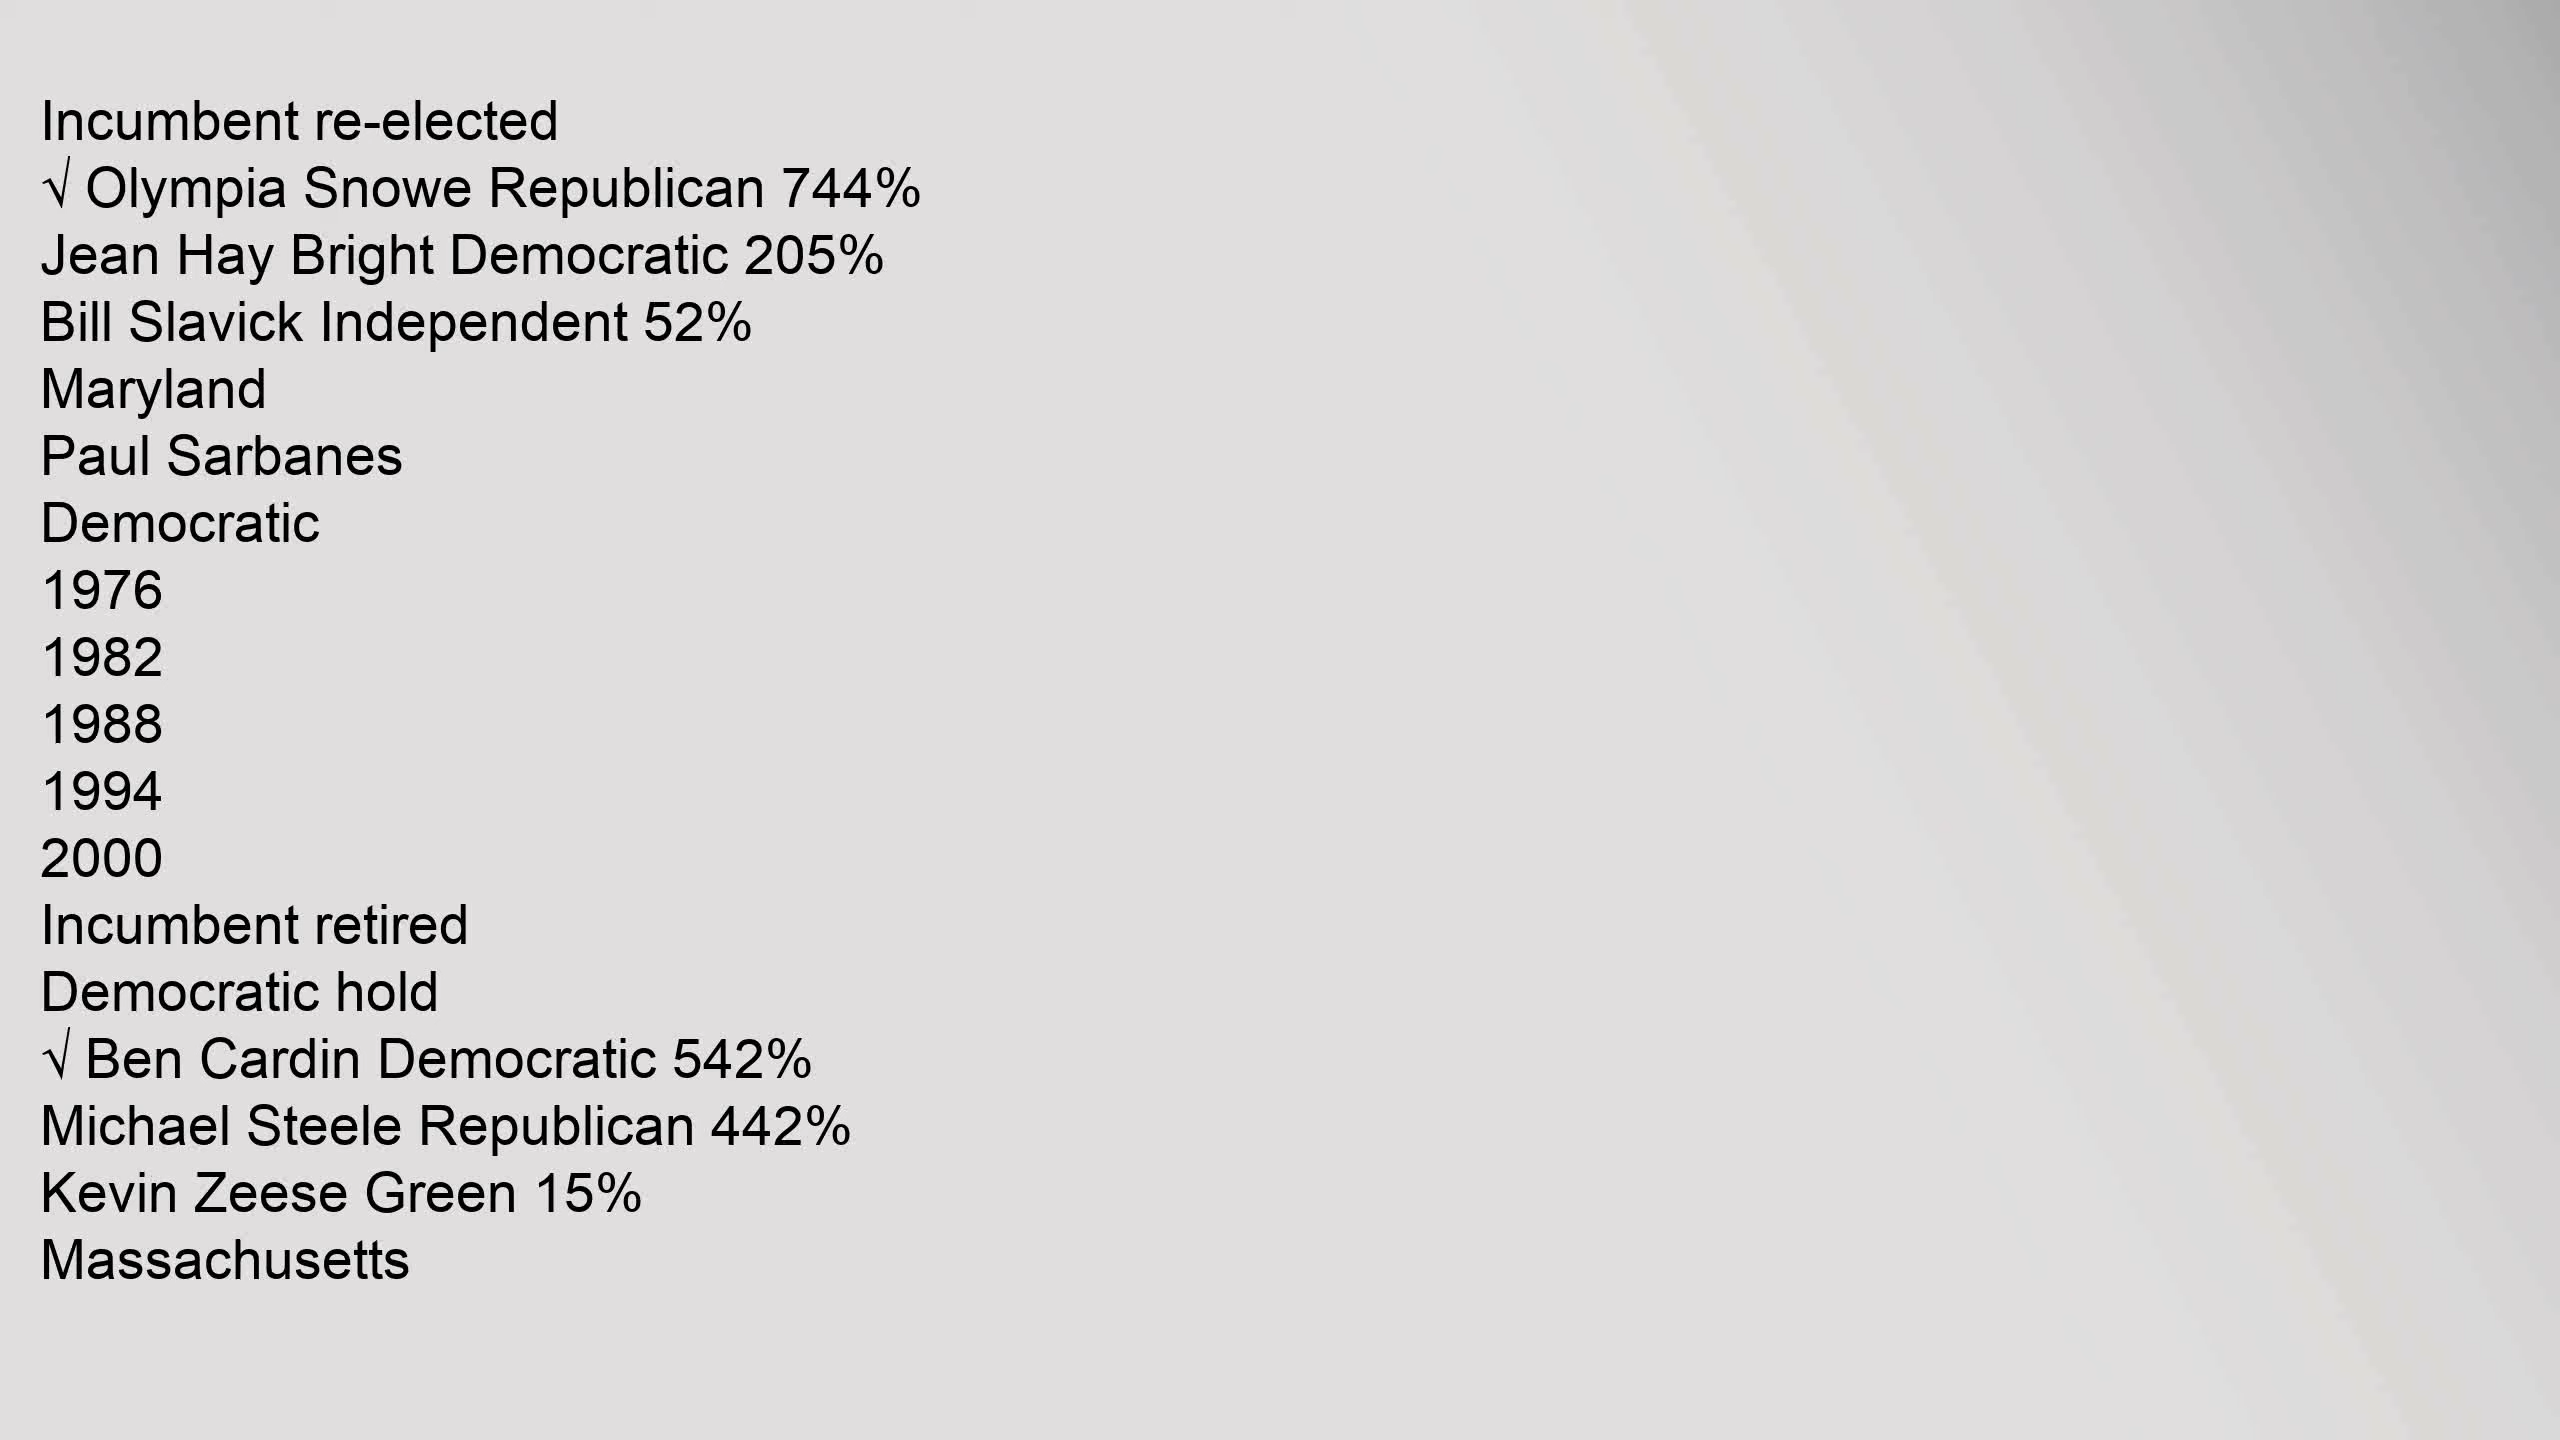 Incumbent re-elected
√ Olympia Snowe Republican 744%
Jean Hay Bright Democratic 205%
Bill Slavick Independent 52%
Maryland
Paul Sarbanes
Democratic
1976
1982
1988
1994
2000
Incumbent retired
Democratic hold
√ Ben Cardin Democratic 542%
Michael Steele Republican 442%
Kevin Zeese Green 15%
Massachusetts